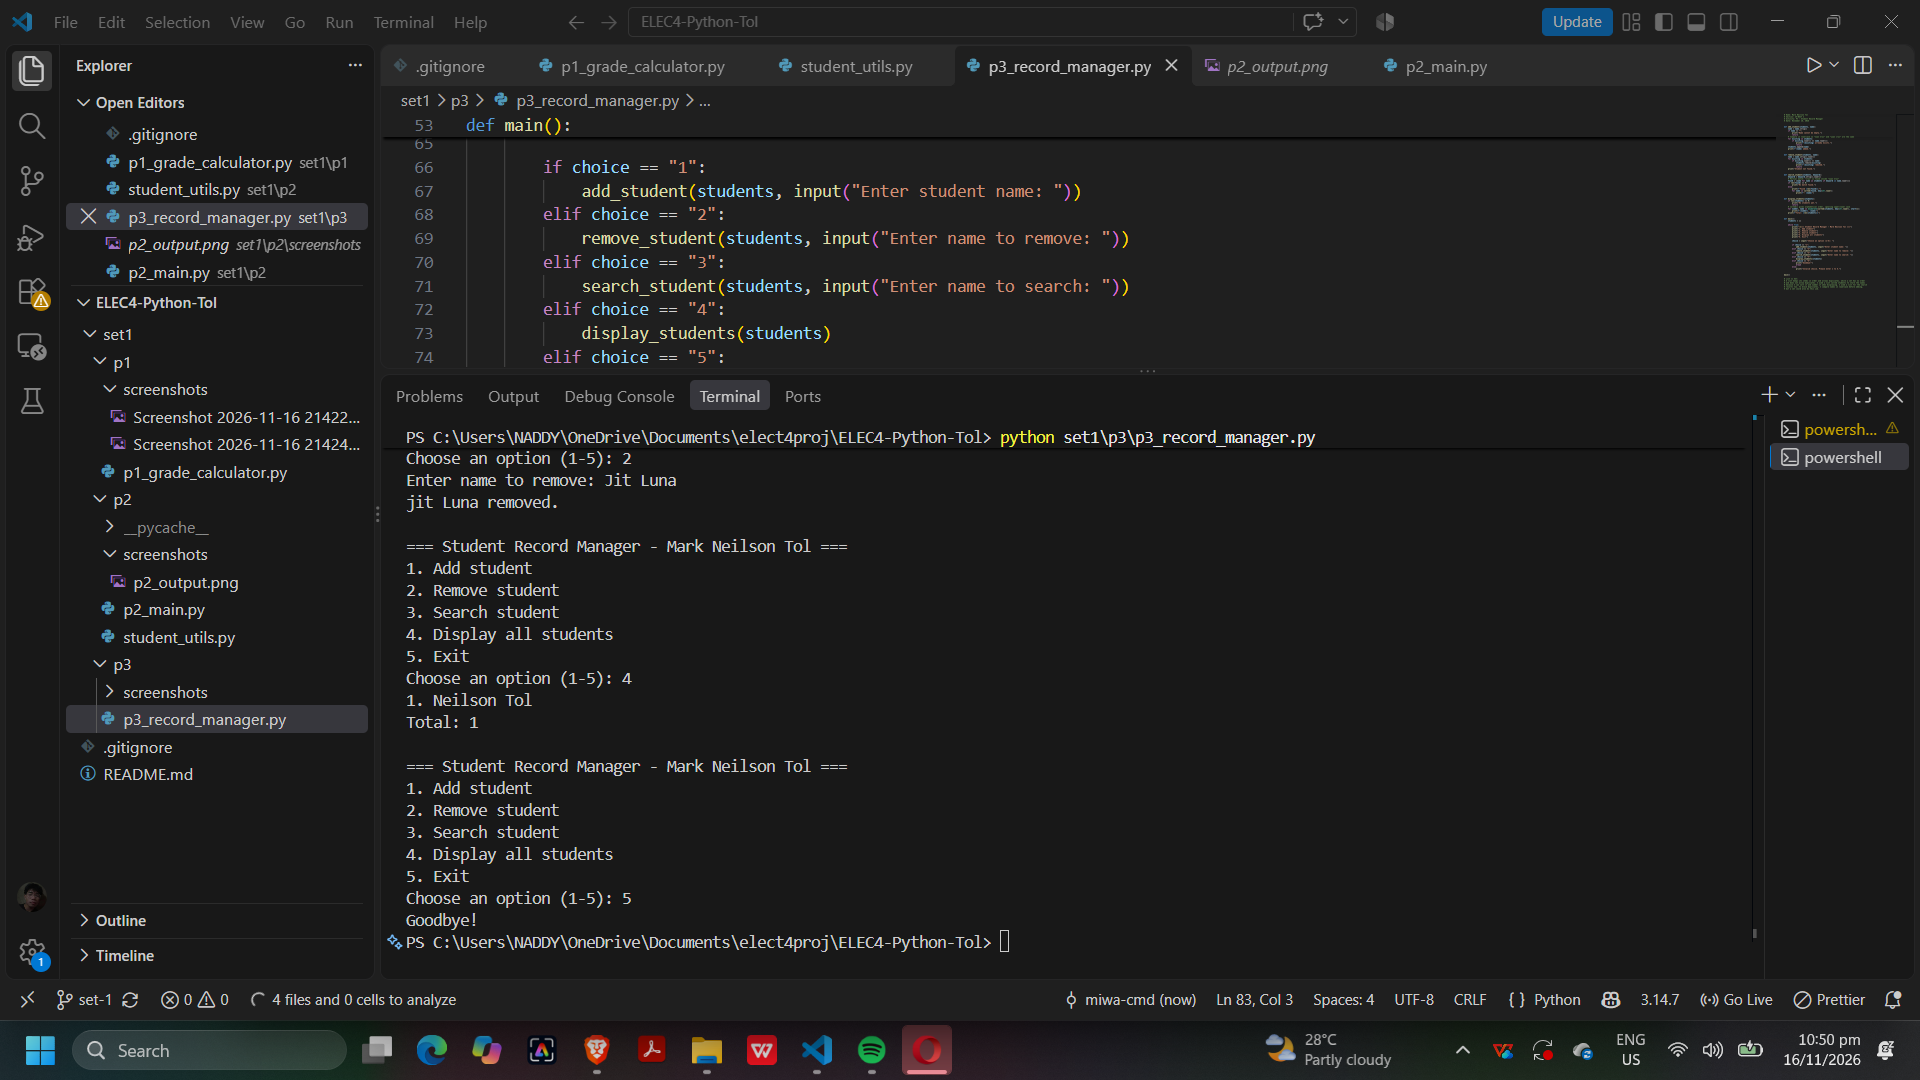 File Edit Selection View Go Run Terminal Help
ELEC4-Python-Tol
Update
Explorer
Open Editors
.gitignore
p1_grade_calculator.py set1\p1
student_utils.py set1\p2
p3_record_manager.py set1\p3
p2_output.png set1\p2\screenshots
p2_main.py set1\p2
ELEC4-Python-Tol
set1
p1
screenshots
Screenshot 2026-11-16 21422...
Screenshot 2026-11-16 21424...
p1_grade_calculator.py
p2
__pycache__
screenshots
p2_output.png
p2_main.py
student_utils.py
p3
screenshots
p3_record_manager.py
.gitignore
README.md
Outline
Timeline
.gitignore p1_grade_calculator.py student_utils.py p3_record_manager.py p2_output.png p2_main.py
set1 > p3 > p3_record_manager.py > ...
53 def main():
65
66 if choice == "1":
67 add_student(students, input("Enter student name: "))
68 elif choice == "2":
69 remove_student(students, input("Enter name to remove: "))
70 elif choice == "3":
71 search_student(students, input("Enter name to search: "))
72 elif choice == "4":
73 display_students(students)
74 elif choice == "5":
Problems Output Debug Console Terminal Ports
powersh...
powershell
PS C:\Users\NADDY\OneDrive\Documents\elect4proj\ELEC4-Python-Tol> python set1\p3\p3_record_manager.py
Choose an option (1-5): 2
Enter name to remove: Jit Luna
jit Luna removed.
=== Student Record Manager - Mark Neilson Tol ===
1. Add student
2. Remove student
3. Search student
4. Display all students
5. Exit
Choose an option (1-5): 4
1. Neilson Tol
Total: 1
=== Student Record Manager - Mark Neilson Tol ===
1. Add student
2. Remove student
3. Search student
4. Display all students
5. Exit
Choose an option (1-5): 5
Goodbye!
PS C:\Users\NADDY\OneDrive\Documents\elect4proj\ELEC4-Python-Tol>
1
set-1 0 0 4 files and 0 cells to analyze miwa-cmd (now) Ln 83, Col 3 Spaces: 4 UTF-8 CRLF {} Python 3.14.7 Go Live Prettier
Search
28°C
Partly cloudy
ENG
US
10:50 pm
16/11/2026